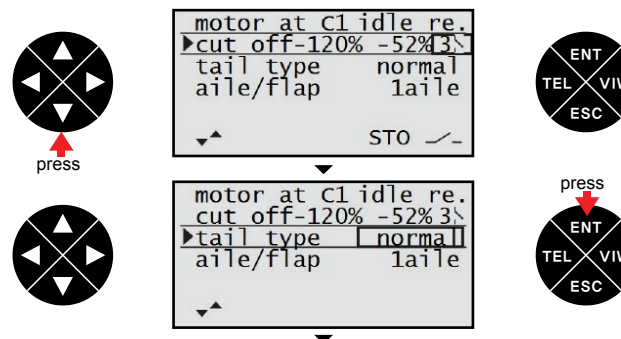 motor at C1 idle re.
cut off-120% -52% 3
tail type normal
aile/flap 1aile
STO
press
ENT
TEL
ESC
motor at C1 idle re.
cut off-120% -52% 3
tail type normal
aile/flap 1aile
press
ENT
TEL
ESC